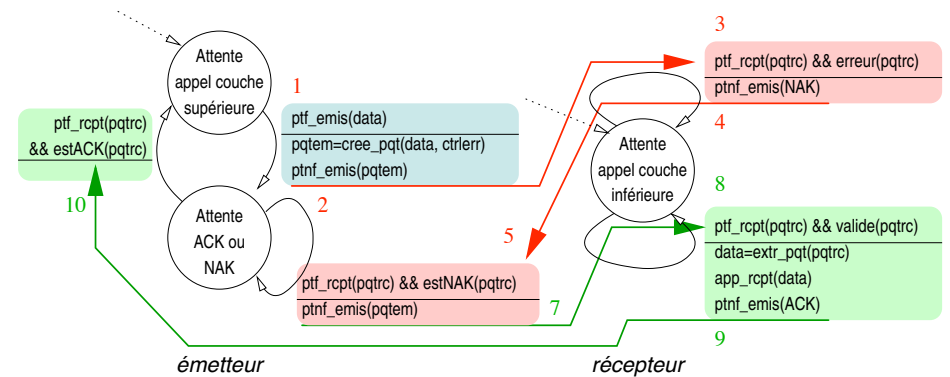 Attente
appel couche
supérieure
1
ptf_emis(data)
pqtem=cree_pqt(data, ctrlerr)
ptnf_emis(pqtem)
ptf_rcpt(pqtrc)
&& estACK(pqtrc)
10
Attente
ACK ou
NAK
2
5
ptf_rcpt(pqtrc) && estNAK(pqtrc)
ptnf_emis(pqtem)
7
émetteur
3
ptf_rcpt(pqtrc) && erreur(pqtrc)
ptnf_emis(NAK)
4
Attente
appel couche
inférieure
8
ptf_rcpt(pqtrc) && valide(pqtrc)
data=extr_pqt(pqtrc)
app_rcpt(data)
ptnf_emis(ACK)
9
récepteur